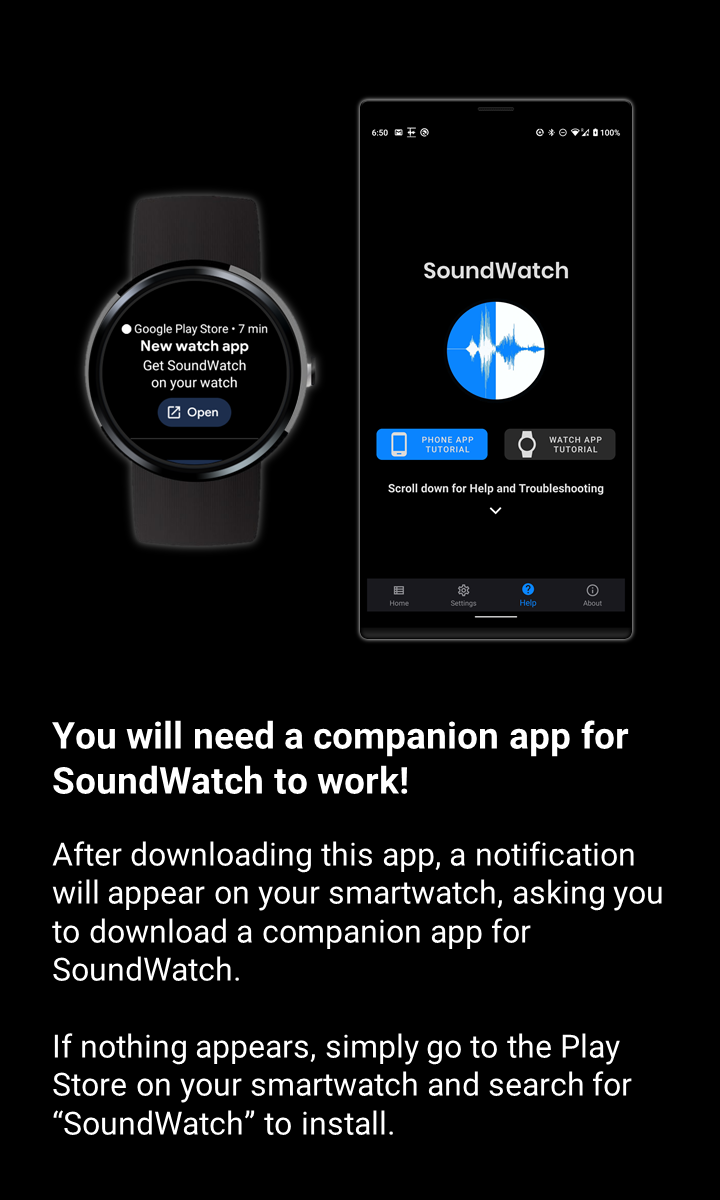 Google Play Store • 7 min
New watch app
Get SoundWatch
on your watch
Open
6:50
100%
SoundWatch
PHONE APP
TUTORIAL
WATCH APP
TUTORIAL
Scroll down for Help and Troubleshooting
Home
Settings
Help
About
You will need a companion app for
SoundWatch to work!
After downloading this app, a notification
will appear on your smartwatch, asking you
to download a companion app for
SoundWatch.
If nothing appears, simply go to the Play
Store on your smartwatch and search for
“SoundWatch” to install.